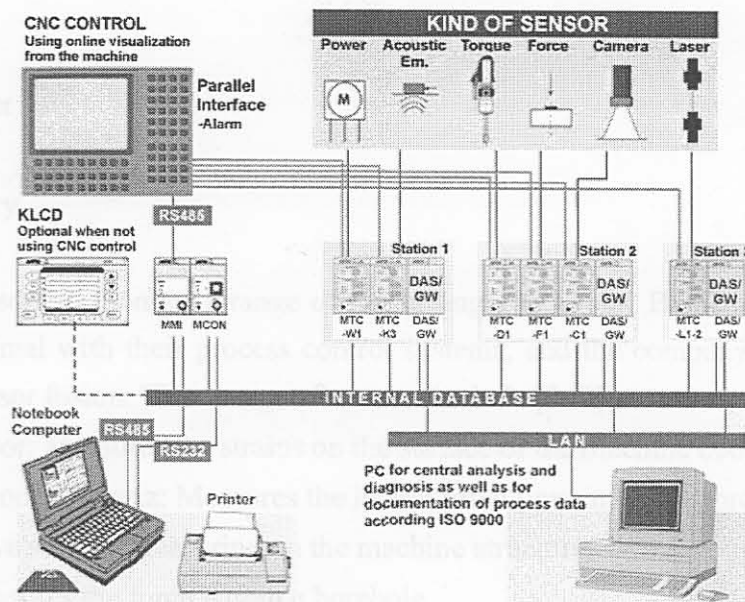 CNC CONTROL
Using online visualization
from the machine
Parallel
Interface
-Alarm
KIND OF SENSOR
Power
Acoustic
Em.
Torque
Force
Camera
Laser
M
KLCD
Optional when not
using CNC control
RS485
MMI
MCON
Station 1
DAS/
GW
MTC
-W1
MTC
-K3
DAS/
GW
Station 2
DAS/
GW
MTC
-D1
MTC
-F1
MTC
-C1
DAS/
GW
Station
MTC
-L1-2
DAS/
GW
INTERNAL DATABASE
LAN
Notebook
Computer
RS485
RS232
Printer
PC for central analysis and
diagnosis as well as for
documentation of process data
according ISO 9000